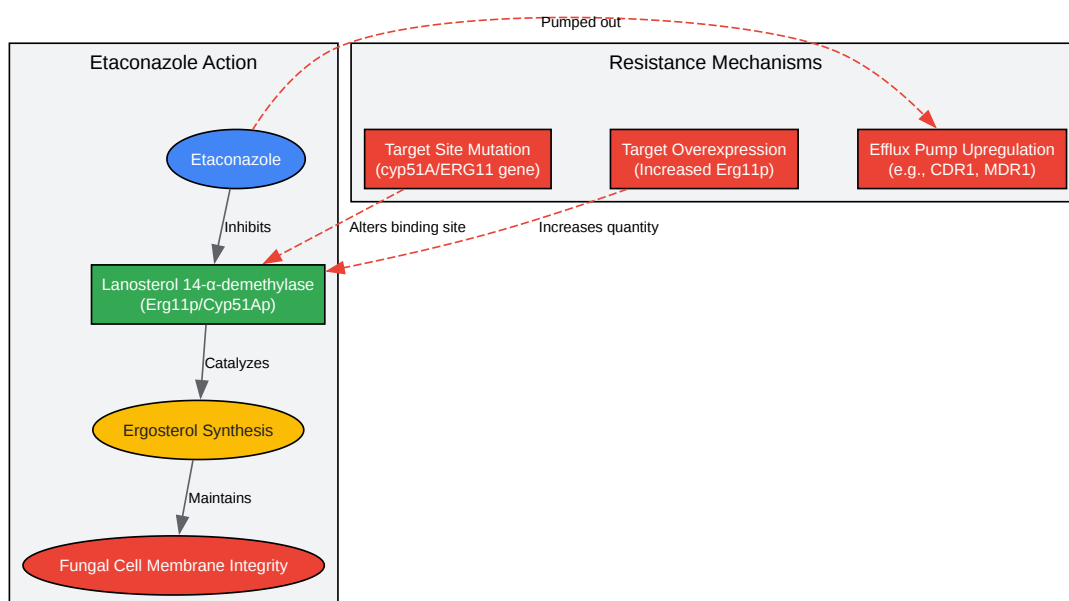 Pumped out
Etaconazole Action
Resistance Mechanisms
Etaconazole
Target Site Mutation
(cyp51A/ERG11 gene)
Target Overexpression
(Increased Erg11p)
Efflux Pump Upregulation
(e.g., CDR1, MDR1)
Inhibits
Alters binding site
Increases quantity
Lanosterol 14-α-demethylase
(Erg11p/Cyp51Ap)
Catalyzes
Ergosterol Synthesis
Maintains
Fungal Cell Membrane Integrity